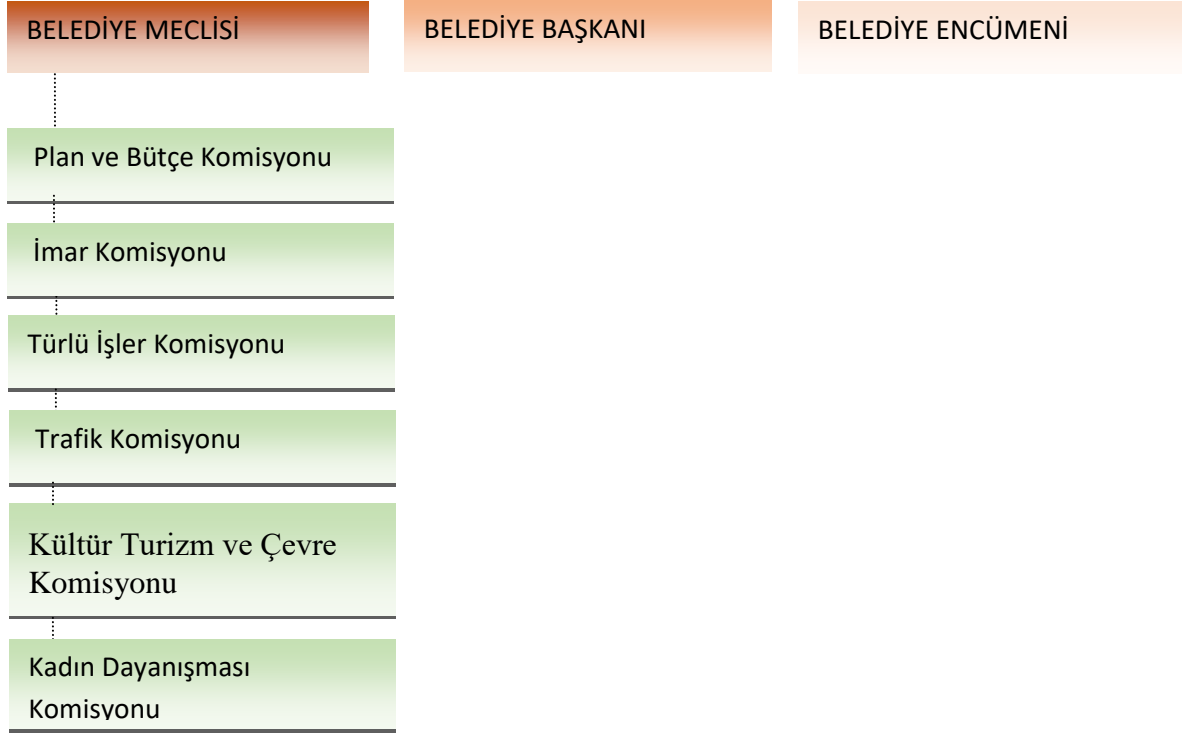 BELEDİYE MECLİSİ
BELEDİYE BAŞKANI
BELEDİYE ENCÜMENİ
Plan ve Bütçe Komisyonu
İmar Komisyonu
Türlü İşler Komisyonu
Trafik Komisyonu
Kültür Turizm ve Çevre
Komisyonu
Kadın Dayanışması
Komisyonu